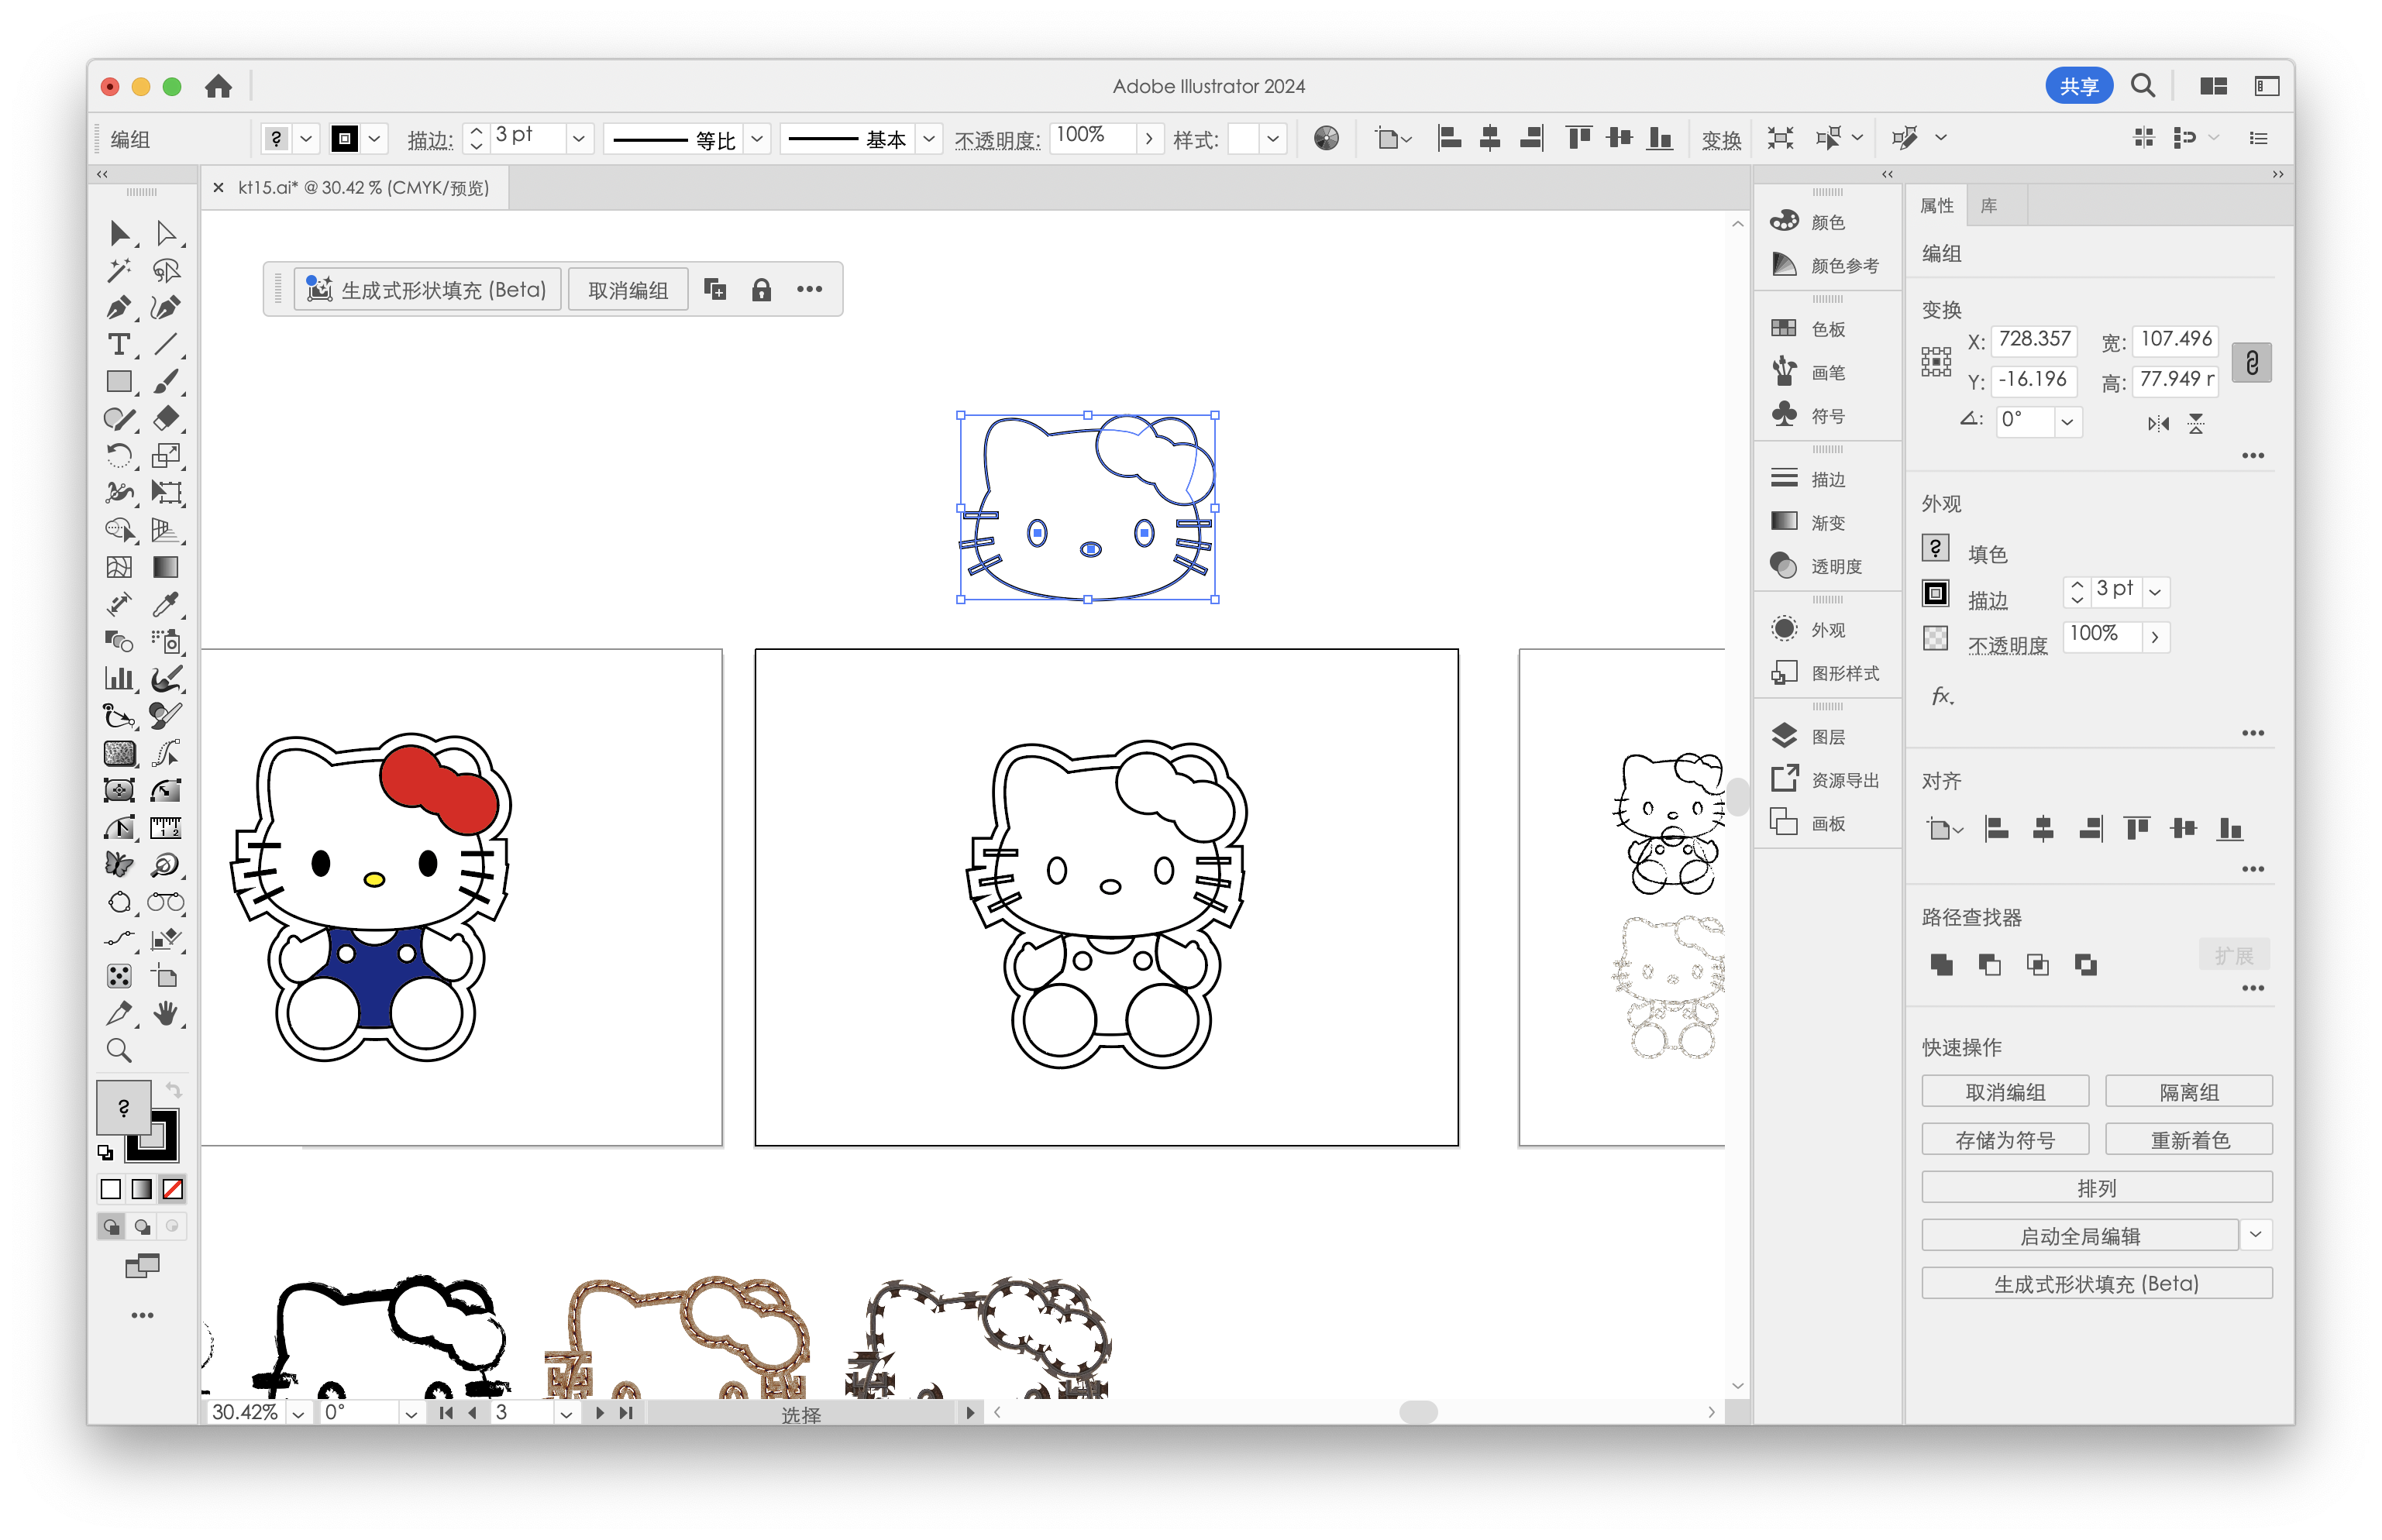 Adobe Illustrator 2024
共享
编组
?
描边:
3 pt
等比
基本
不透明度:
100%
样式:
变换
kt15.ai* @ 30.42 % (CMYK/预览)
生成式形状填充 (Beta)
取消编组
颜色
颜色参考
色板
画笔
符号
描边
渐变
透明度
外观
图形样式
图层
资源导出
画板
属性
库
编组
变换
X: 728.357
宽: 107.496
Y: -16.196
高: 77.949 r
0°
外观
? 填色
描边
3 pt
不透明度
100%
fx.
对齐
路径查找器
扩展
快速操作
取消编组
隔离组
存储为符号
重新着色
排列
启动全局编辑
生成式形状填充 (Beta)
?
30.42%
0°
3
选择